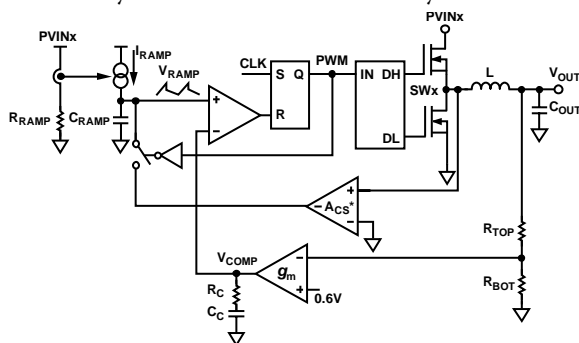 PVINx
PVINx
IRAMP
CLK
S
Q
PWM
IN
DH
VRAMP
RRAMP
CRAMP
+
−
R
DL
SWx
L
VOUT
COUT
− ACS*
+
−
RTOP
VCOMP
gm
−
+
0.6V
RC
CC
RBOT